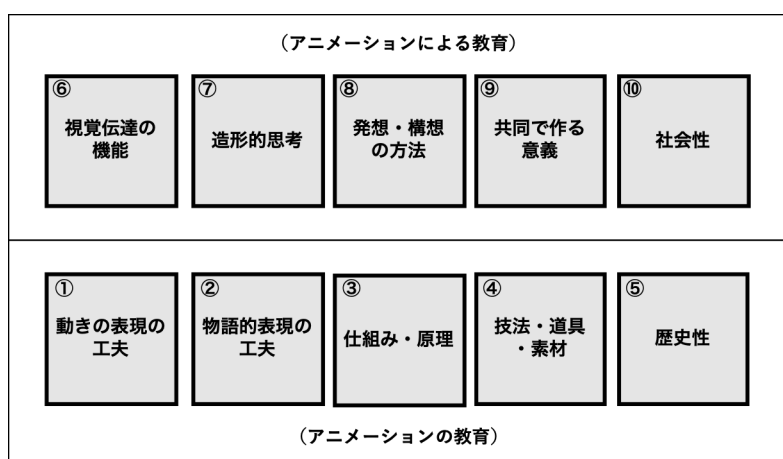 （アニメーションによる教育）
⑥
視覚伝達の
機能
⑦
造形的思考
⑧
発想・構想
の方法
⑨
共同で作る
意義
⑩
社会性
①
動きの表現の
工夫
②
物語的表現の
工夫
③
仕組み・原理
④
技法・道具
・素材
⑤
歴史性
（アニメーションの教育）